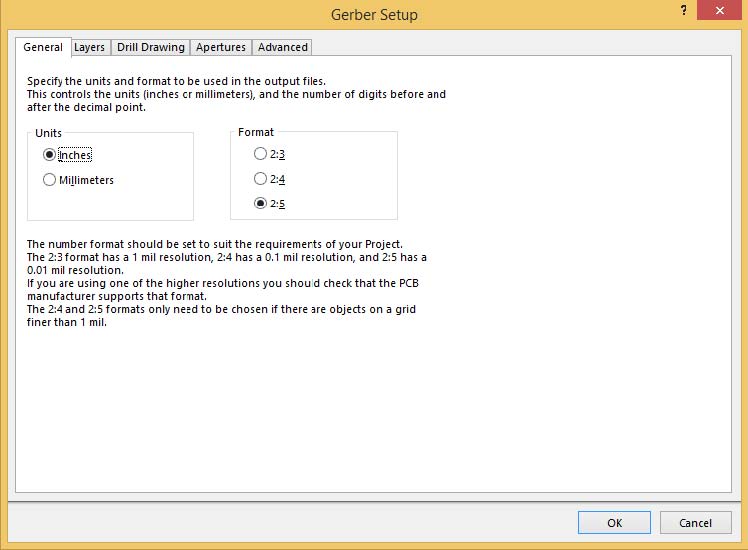 Gerber Setup
?
General Layers Drill Drawing Apertures Advanced
Specify the units and format to be used in the output files.
This controls the units (inches or millimeters), and the number of digits before and
after the decimal point.
Units
Format
Inches
2:3
Millimeters
2:4
2:5
The number format should be set to suit the requirements of your Project.
The 2:3 format has a 1 mil resolution, 2:4 has a 0.1 mil resolution, and 2:5 has a
0.01 mil resolution.
If you are using one of the higher resolutions you should check that the PCB
manufacturer supports that format.
The 2:4 and 2:5 formats only need to be chosen if there are objects on a grid
finer than 1 mil.
OK
Cancel